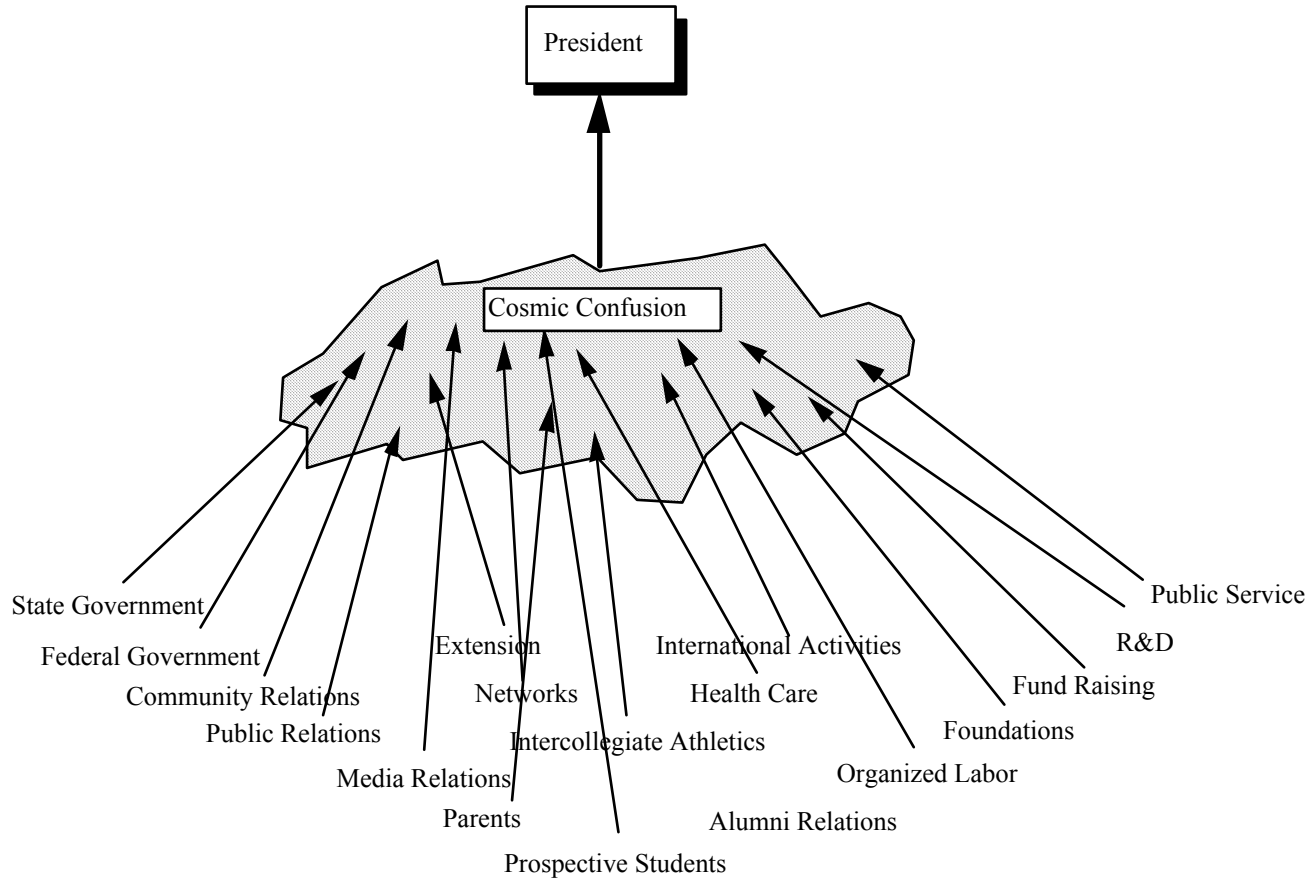 President
Cosmic Confusion
State Government
Public Service
Federal Government
Extension
International Activities
R&D
Community Relations
Networks
Health Care
Fund Raising
Public Relations
Intercollegiate Athletics
Foundations
Media Relations
Organized Labor
Parents
Alumni Relations
Prospective Students